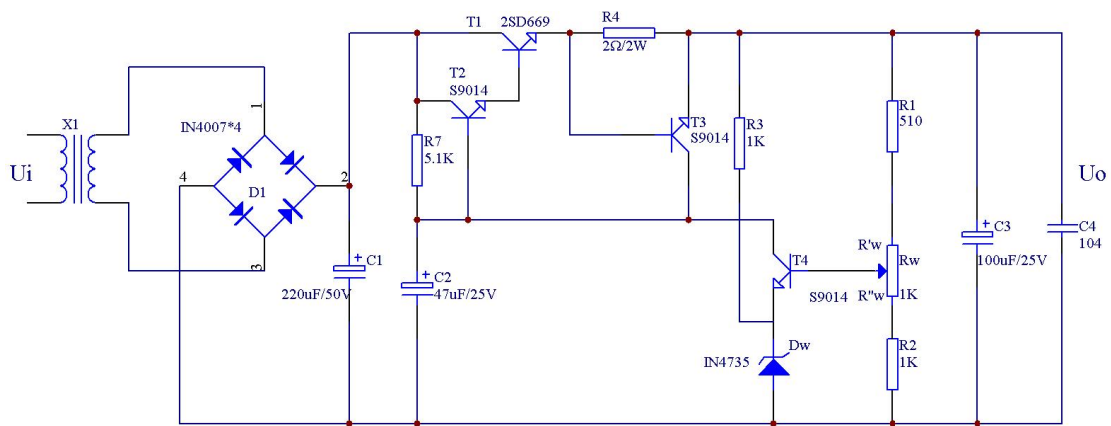 T1
2SD669
R4
2Ω/2W
T2
S9014
X1
IN4007*4
1
T3
S9014
R3
1K
R1
510
R7
5.1K
Ui
4
D1
2
Uo
3
C1
220uF/50V
C2
47uF/25V
T4
S9014
R'w
Rw
R"w
1K
C3
100uF/25V
C4
104
Dw
IN4735
R2
1K
+
+
+